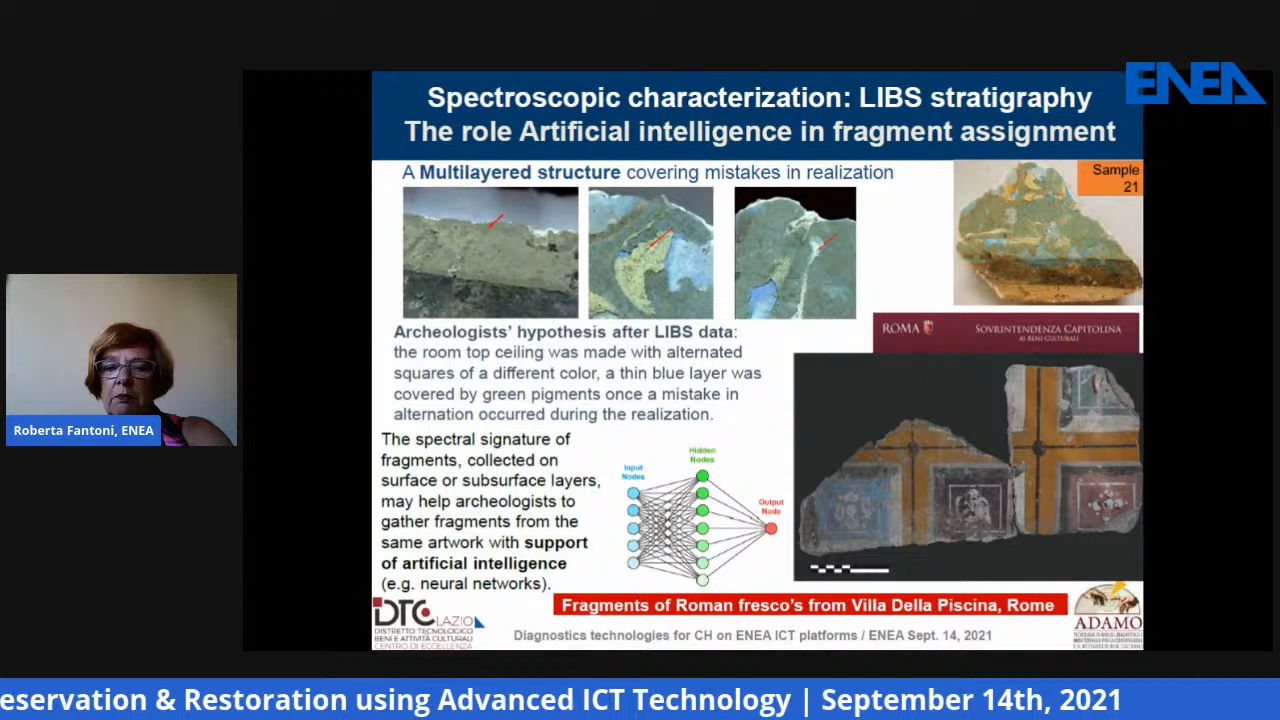 ENEA
Spectroscopic characterization: LIBS stratigraphy
The role Artificial intelligence in fragment assignment
A Multilayered structure covering mistakes in realization
Sample
21
Archeologists' hypothesis after LIBS data:
the room top ceiling was made with alternated
squares of a different color, a thin blue layer was
covered by green pigments once a mistake in
alternation occurred during the realization.
ROMA
SOVRINTENDENZA CAPITOLINA
AI BENI CULTURALI
The spectral signature of
fragments, collected on
surface or subsurface layers,
may help archeologists to
gather fragments from the
same artwork with support
of artificial intelligence
(e.g. neural networks).
Input
Nodes
Hidden
Nodes
Output
Node
Roberta Fantoni, ENEA
Fragments of Roman fresco's from Villa Della Piscina, Rome
DTC LAZIO
DISTRETTO TECNOLOGICO
BENI E ATTIVITÀ CULTURALI
CENTRO DI ECCELLENZA
Diagnostics technologies for CH on ENEA ICT platforms / ENEA Sept. 14, 2021
ADAMO
eservation & Restoration using Advanced ICT Technology | September 14th, 2021